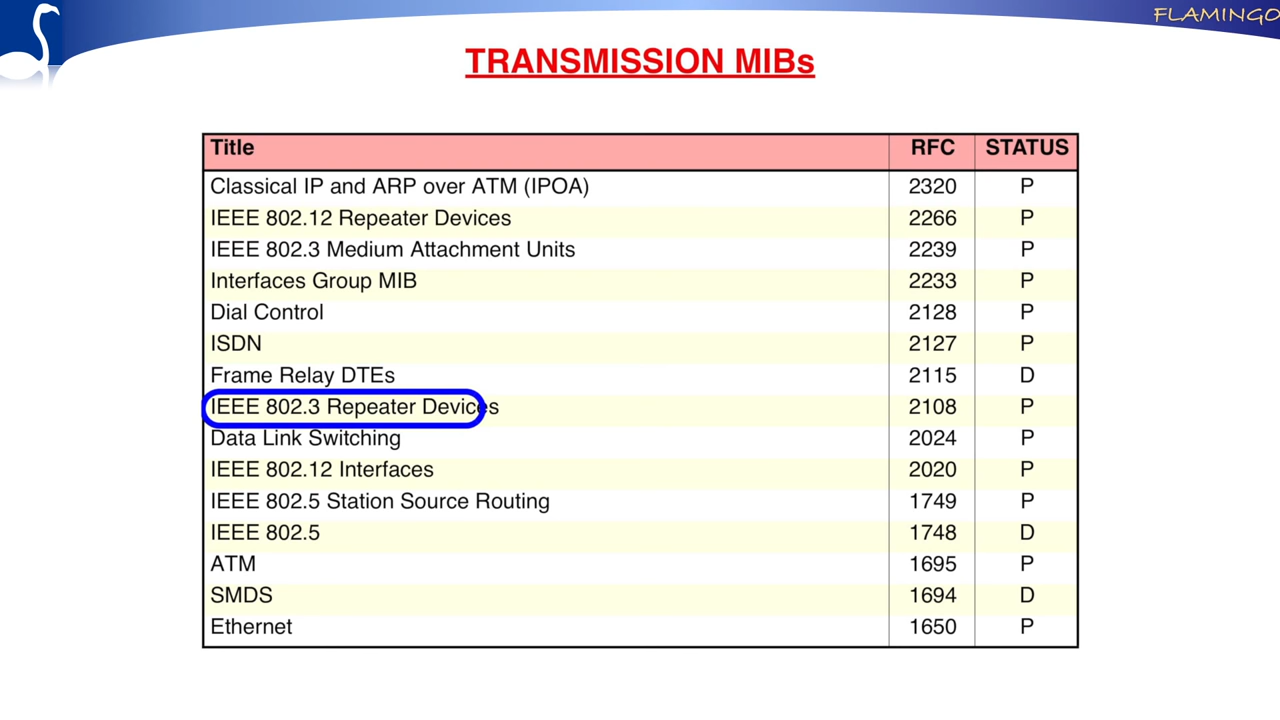 FLAMINGO
TRANSMISSION MIBs
Title RFC STATUS
Classical IP and ARP over ATM (IPOA) 2320 P
IEEE 802.12 Repeater Devices 2266 P
IEEE 802.3 Medium Attachment Units 2239 P
Interfaces Group MIB 2233 P
Dial Control 2128 P
ISDN 2127 P
Frame Relay DTEs 2115 D
IEEE 802.3 Repeater Devices 2108 P
Data Link Switching 2024 P
IEEE 802.12 Interfaces 2020 P
IEEE 802.5 Station Source Routing 1749 P
IEEE 802.5 1748 D
ATM 1695 P
SMDS 1694 D
Ethernet 1650 P